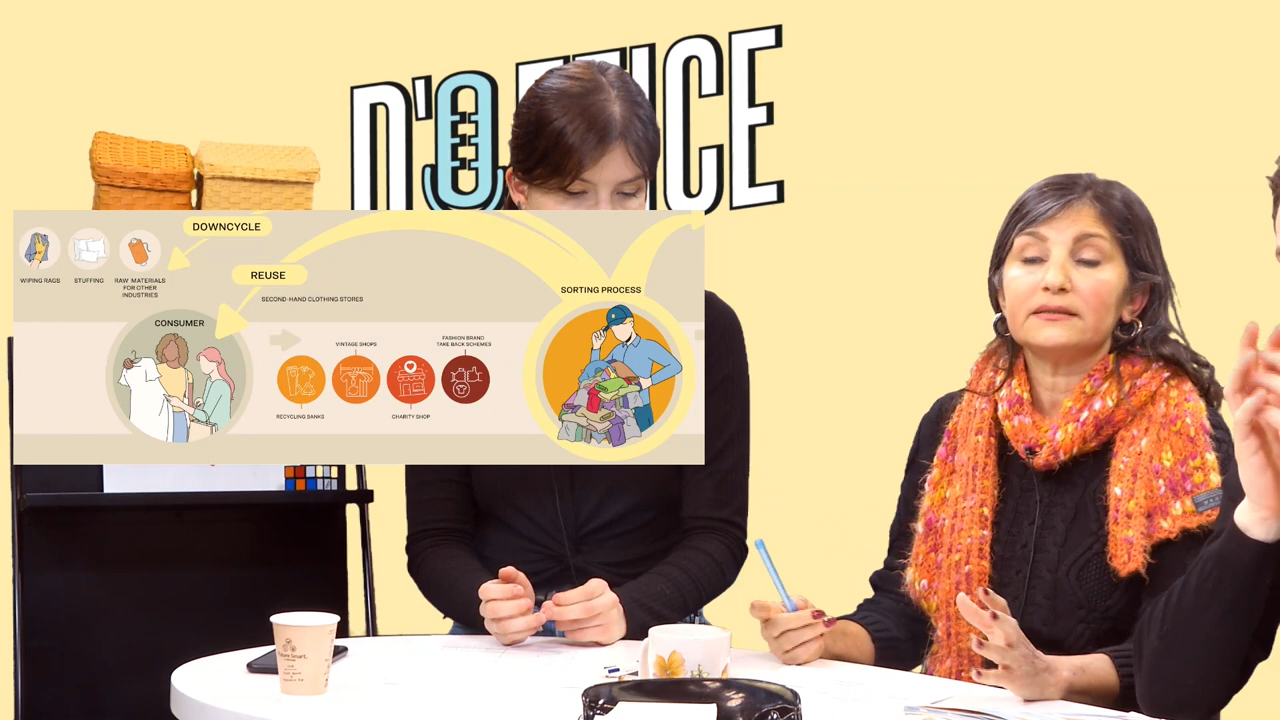 DOWNCYCLE
REUSE
WIPING RAGS
STUFFING
RAW MATERIALS
FOR OTHER
INDUSTRIES
SECOND-HAND CLOTHING STORES
SORTING PROCESS
CONSUMER
VINTAGE SHOPS
FASHION BRAND
TAKE BACK SCHEMES
RECYCLING BANKS
CHARITY SHOP